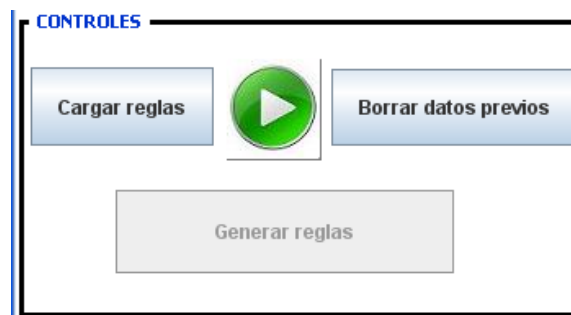 CONTROLES
Cargar reglas
Borrar datos previos
Generar reglas